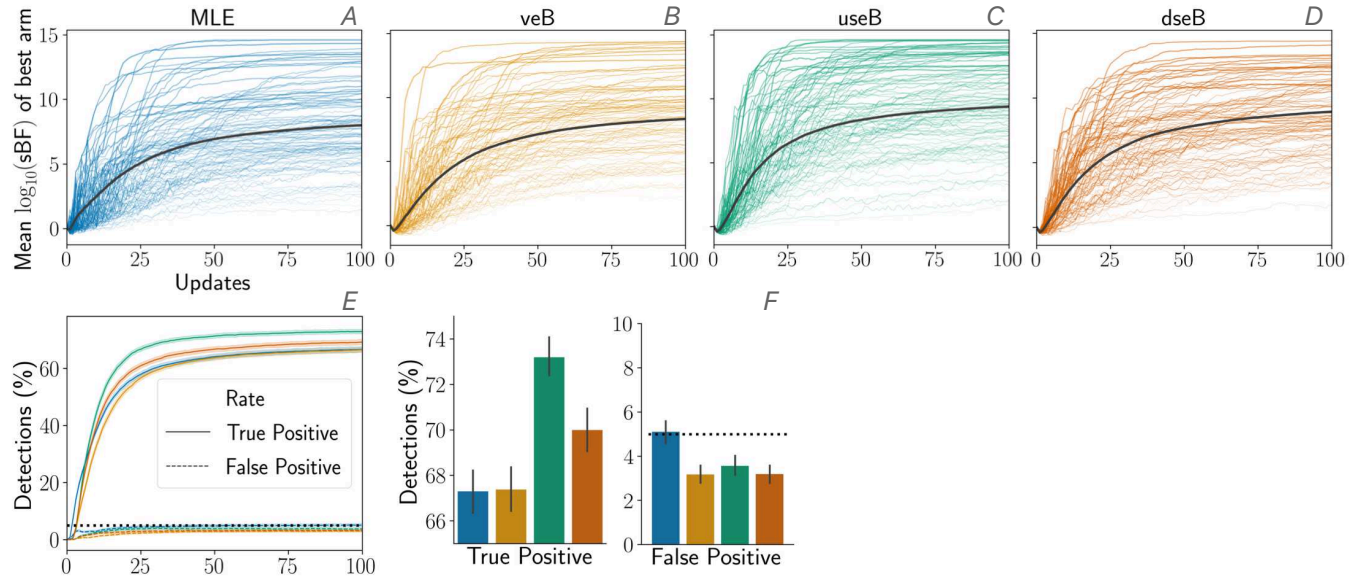 MLE A
veB B
useB C
dseB D
Mean log10(sBF) of best arm
15
10
5
0
0 25 50 75 100
0 25 50 75 100
0 25 50 75 100
0 25 50 75 100
Updates
E
F
Detections (%)
60
40
20
0
Rate
True Positive
False Positive
0 25 50 75 100
Detections (%)
74
72
70
68
66
True Positive
10
8
6
4
2
0
False Positive